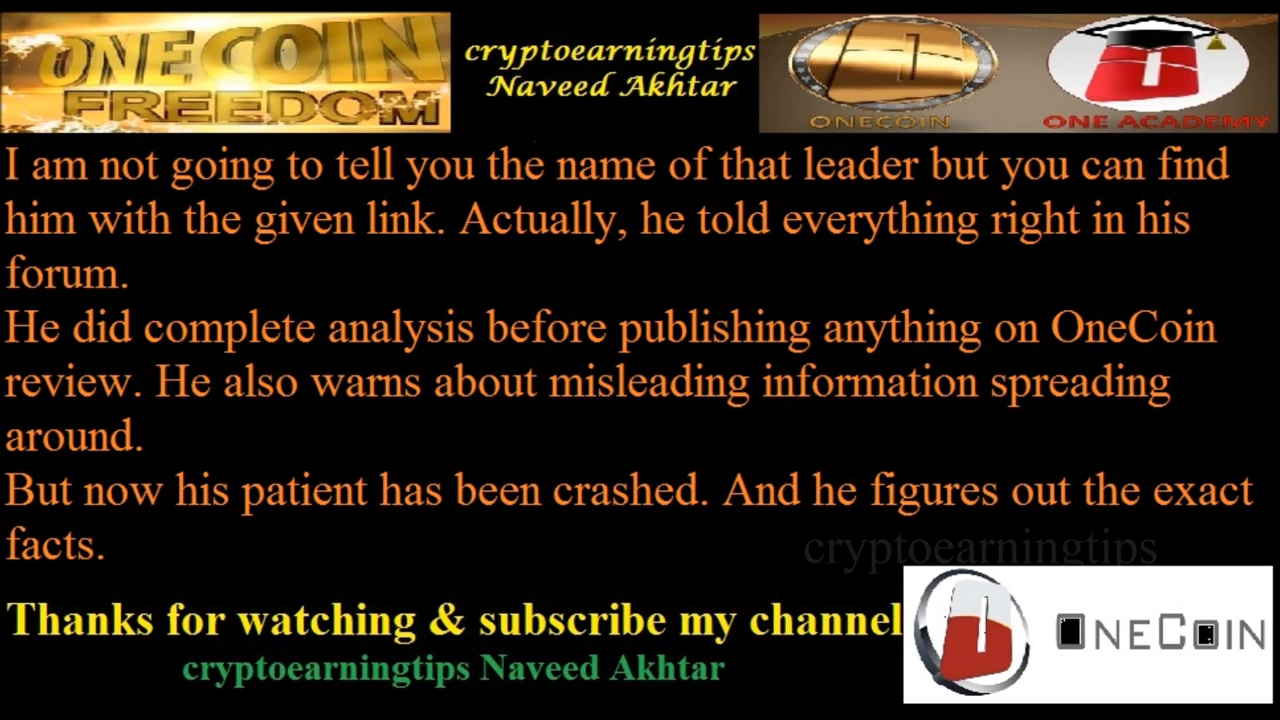 ONE COIN
FREEDOM
cryptoearningtips
Naveed Akhtar
ONECOIN
ONE ACADEMY
I am not going to tell you the name of that leader but you can find
him with the given link. Actually, he told everything right in his
forum.
He did complete analysis before publishing anything on OneCoin
review. He also warns about misleading information spreading
around.
But now his patient has been crashed. And he figures out the exact
facts.
cryptoearningtips
Thanks for watching & subscribe my channel
cryptoearningtips Naveed Akhtar
ONECOIN